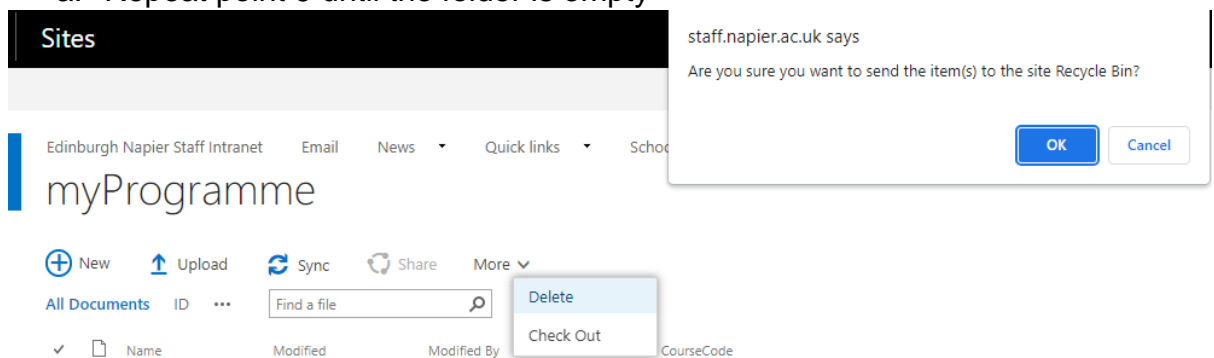 Sites
staff.napier.ac.uk says
Are you sure you want to send the item(s) to the site Recycle Bin?
OK Cancel
Edinburgh Napier Staff Intranet Email News Quick links
myProgramme
New Upload Sync Share More
All Documents ID ••• Find a file
Delete
Check Out
Name Modified Modified By CourseCode